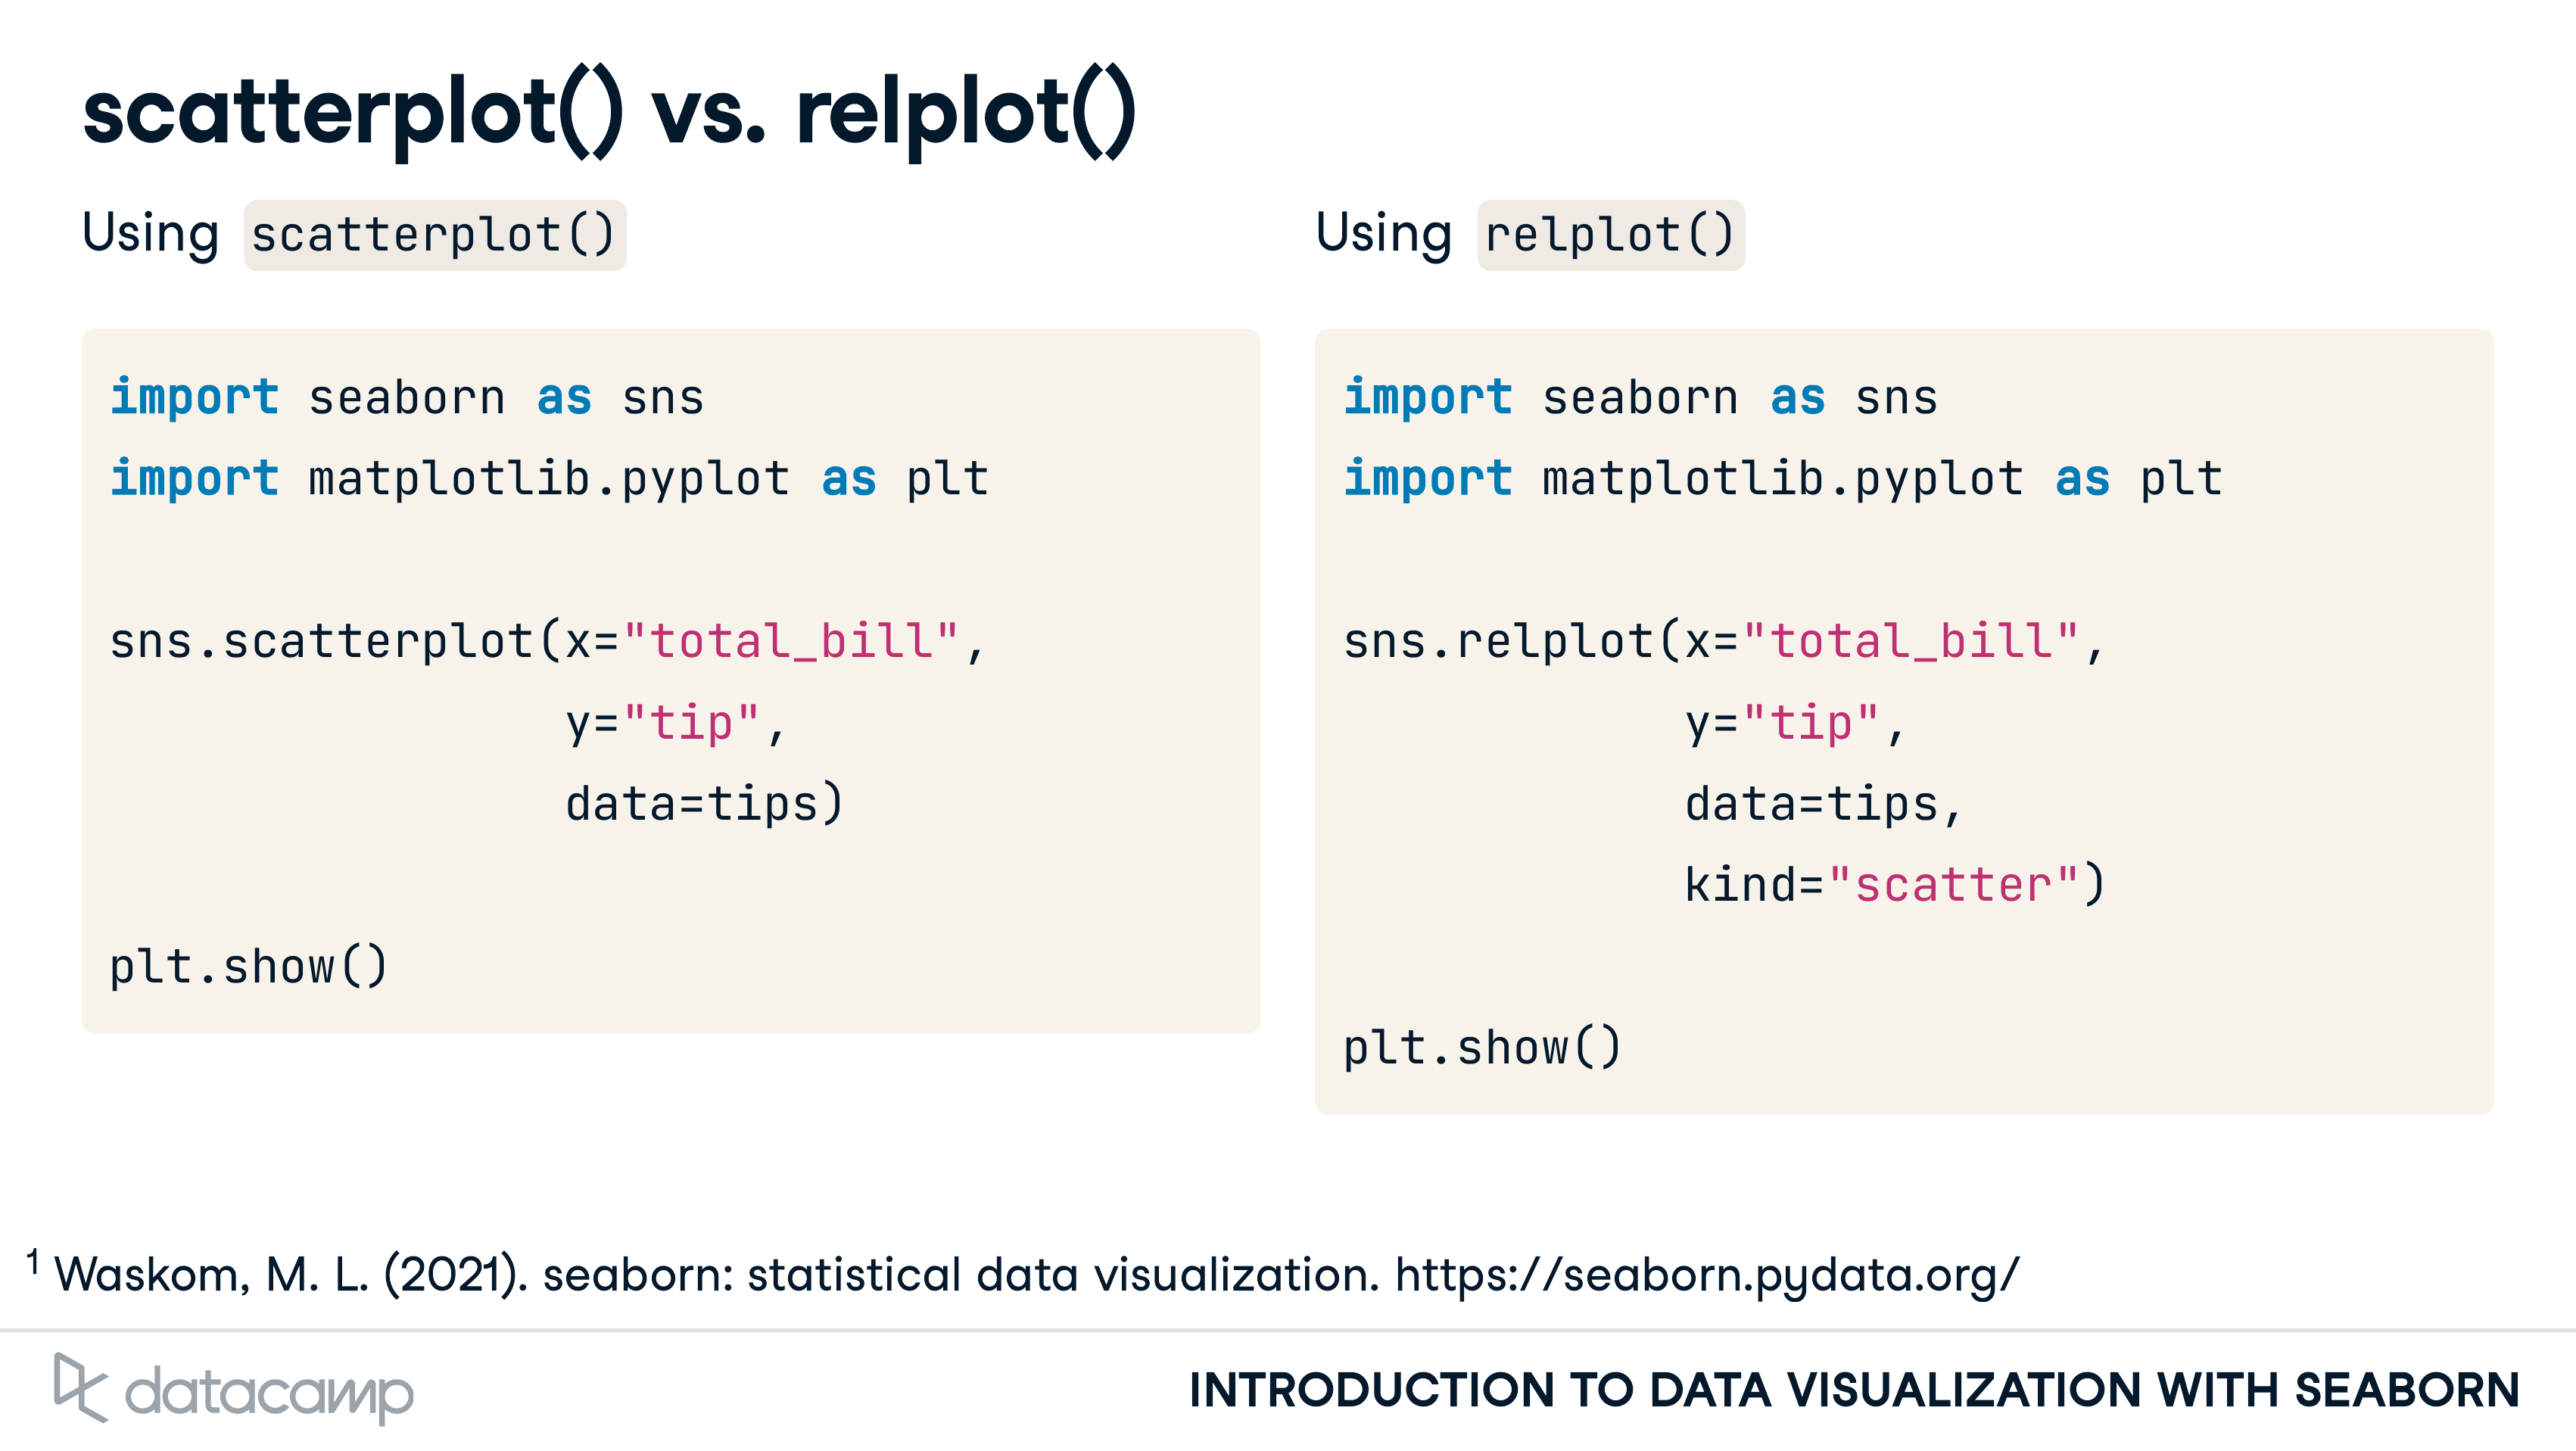 scatterplot() vs. relplot()
Using scatterplot()
import seaborn as sns
import matplotlib.pyplot as plt
sns.scatterplot(x="total_bill",
y="tip",
data=tips)
plt.show()
Using relplot()
import seaborn as sns
import matplotlib.pyplot as plt
sns.relplot(x="total_bill",
y="tip",
data=tips,
kind="scatter")
plt.show()
1 Waskom, M. L. (2021). seaborn: statistical data visualization. https://seaborn.pydata.org/
datacamp
INTRODUCTION TO DATA VISUALIZATION WITH SEABORN